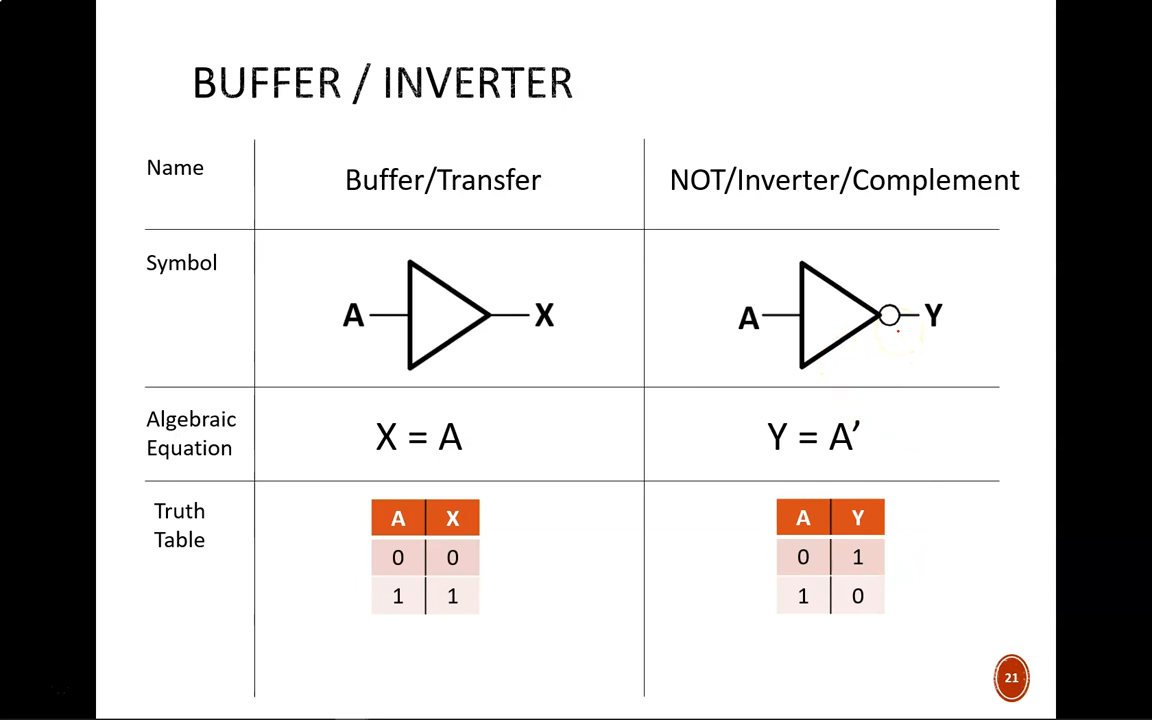 BUFFER / INVERTER
Name
Buffer/Transfer
NOT/Inverter/Complement
Symbol
A
X
A
Y
Algebraic
Equation
X = A
Y = A’
Truth
Table
A X
0 0
1 1
A Y
0 1
1 0
21